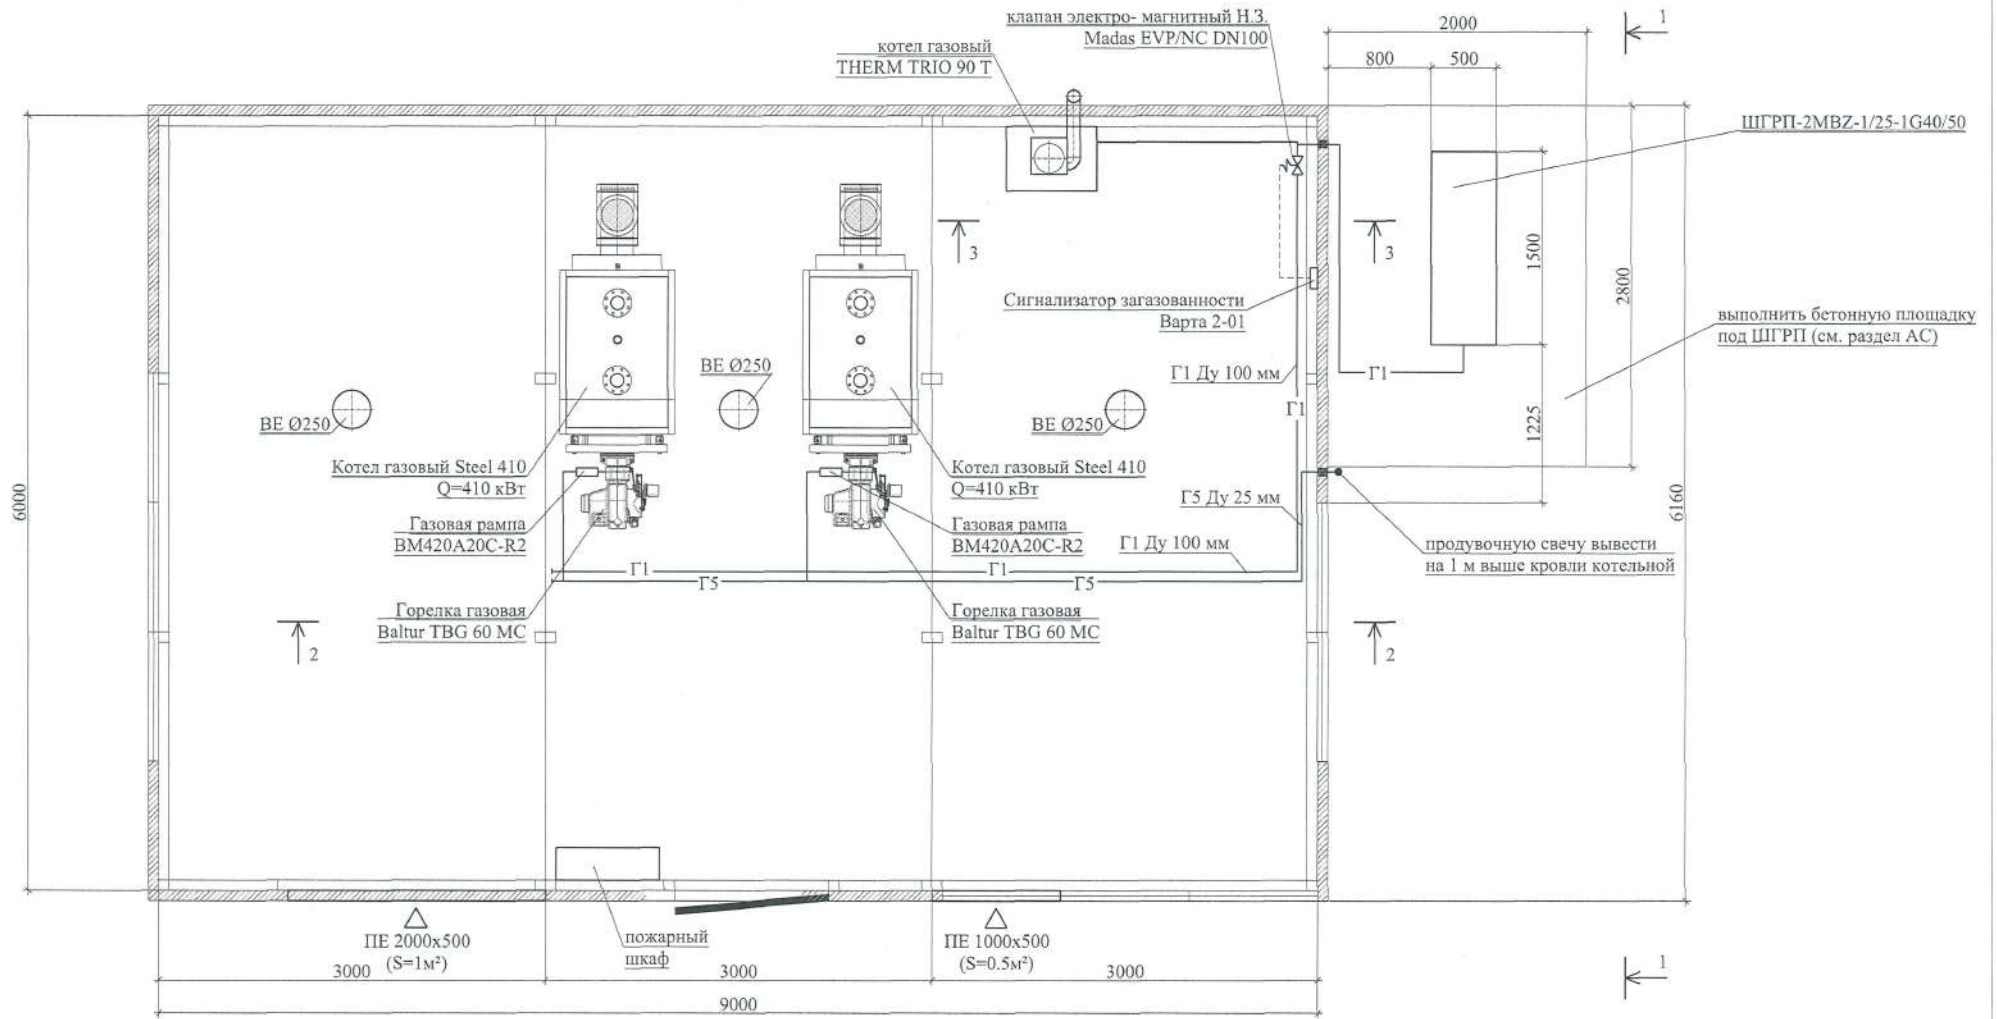 клапан электро- магнитный Н.З.
Madas EVP/NC DN100
котел газовый
THERM TRIO 90 Т
2000
1
800
500
ШГРП-2MBZ-1/25-1G40/50
3
3
1500
2800
Сигнализатор загазованности
Варта 2-01
выполнить бетонную площадку
под ШГРП (см. раздел АС)
Г1 Ду 100 мм
Г1
Г1
ВЕ Ø250
ВЕ Ø250
ВЕ Ø250
1225
Котел газовый Steel 410
Q=410 кВт
Котел газовый Steel 410
Q=410 кВт
6000
6160
Г5 Ду 25 мм
Газовая рампа
BM420A20C-R2
Газовая рампа
BM420A20C-R2
Г1 Ду 100 мм
продувочную свечу вывести
на 1 м выше кровли котельной
Г1
Г1
Г5
Г5
Горелка газовая
Baltur TBG 60 MC
Горелка газовая
Baltur TBG 60 MC
2
2
пожарный
шкаф
ПЕ 2000х500
(S=1м²)
ПЕ 1000х500
(S=0.5м²)
3000
3000
3000
1
9000